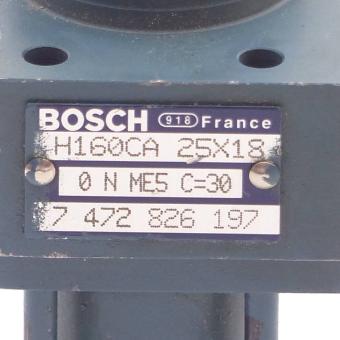 BOSCH 918 France
H160CA 25X18
0 N ME5 C=30
7 472 826 197